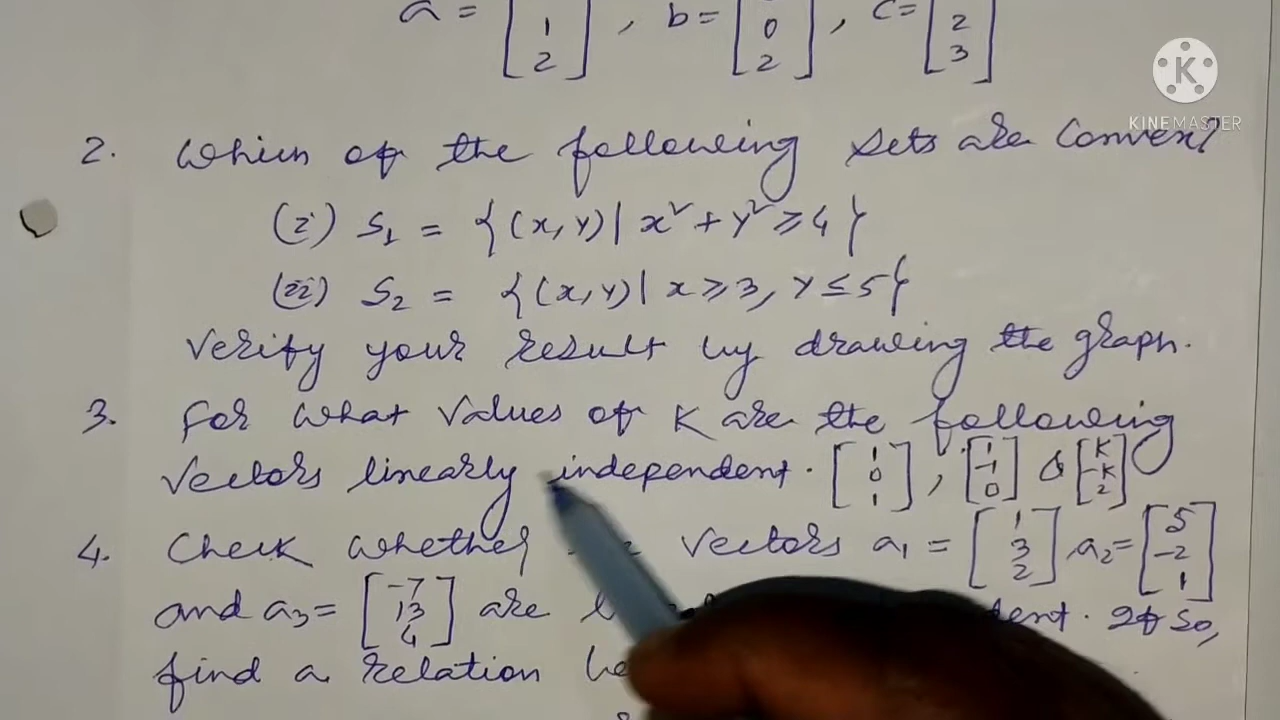 a = [ 1 2 ] , b = [ 0 2 ] , c = [ 2 3 ]
K
KINEMASTER
2. Which of the following sets are Convex?
(i) S1 = {(x, y) | x² + y² ≥ 4}
(ii) S2 = {(x, y) | x ≥ 3, y ≤ 5}
Verify your result by drawing the graph.
3. For what values of K are the following
vectors linearly independent. [ 1 0 1 ] , [ 1 -1 0 ] & [ K -K 2 ]
4. Check whether vectors a1 = [ 1 3 2 ] a2 = [ 5 -2 1 ]
and a3 = [ -7 13 4 ] are If so,
find a relation